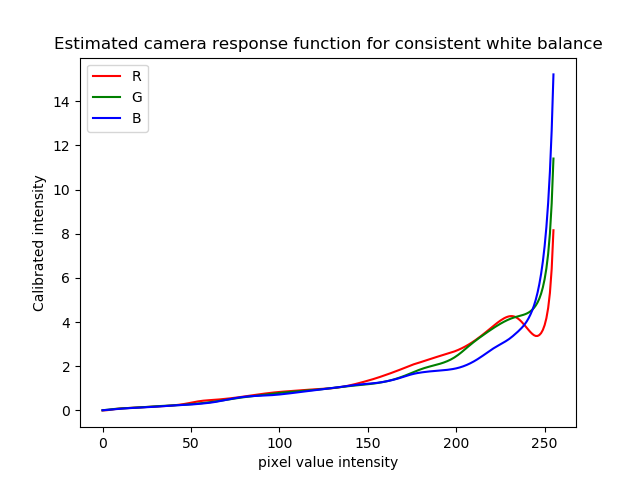 Estimated camera response function for consistent white balance
R
G
B
Calibrated intensity
14
12
10
8
6
4
2
0
0 50 100 150 200 250
pixel value intensity